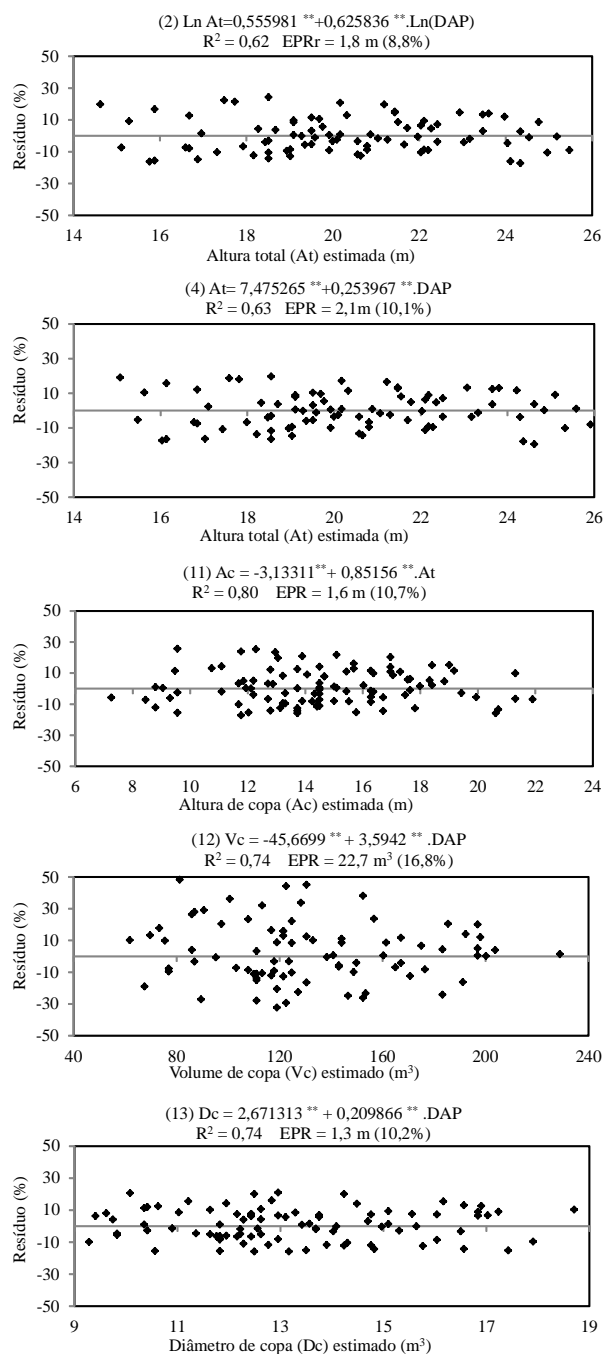 (2) Ln At=0,555981 **+0,625836 **.Ln(DAP)
R² = 0,62 EPRr = 1,8 m (8,8%)
50
30
10
-10
-30
-50
Resíduo (%)
14 16 18 20 22 24 26
Altura total (At) estimada (m)
(4) At= 7,475265 **+0,253967 **.DAP
R² = 0,63 EPR = 2,1m (10,1%)
50
30
10
-10
-30
-50
Resíduo (%)
14 16 18 20 22 24 26
Altura total (At) estimada (m)
(11) Ac = -3,13311**+ 0,85156 **.At
R² = 0,80 EPR = 1,6 m (10,7%)
50
30
10
-10
-30
-50
Resíduo (%)
6 8 10 12 14 16 18 20 22 24
Altura de copa (Ac) estimada (m)
(12) Vc = -45,6699 ** + 3,5942 ** .DAP
R² = 0,74 EPR = 22,7 m³ (16,8%)
50
30
10
-10
-30
-50
Resíduo (%)
40 80 120 160 200 240
Volume de copa (Vc) estimado (m³)
(13) Dc = 2,671313 ** + 0,209866 ** .DAP
R² = 0,74 EPR = 1,3 m (10,2%)
50
30
10
-10
-30
-50
Resíduo (%)
9 11 13 15 17 19
Diâmetro de copa (Dc) estimado (m³)